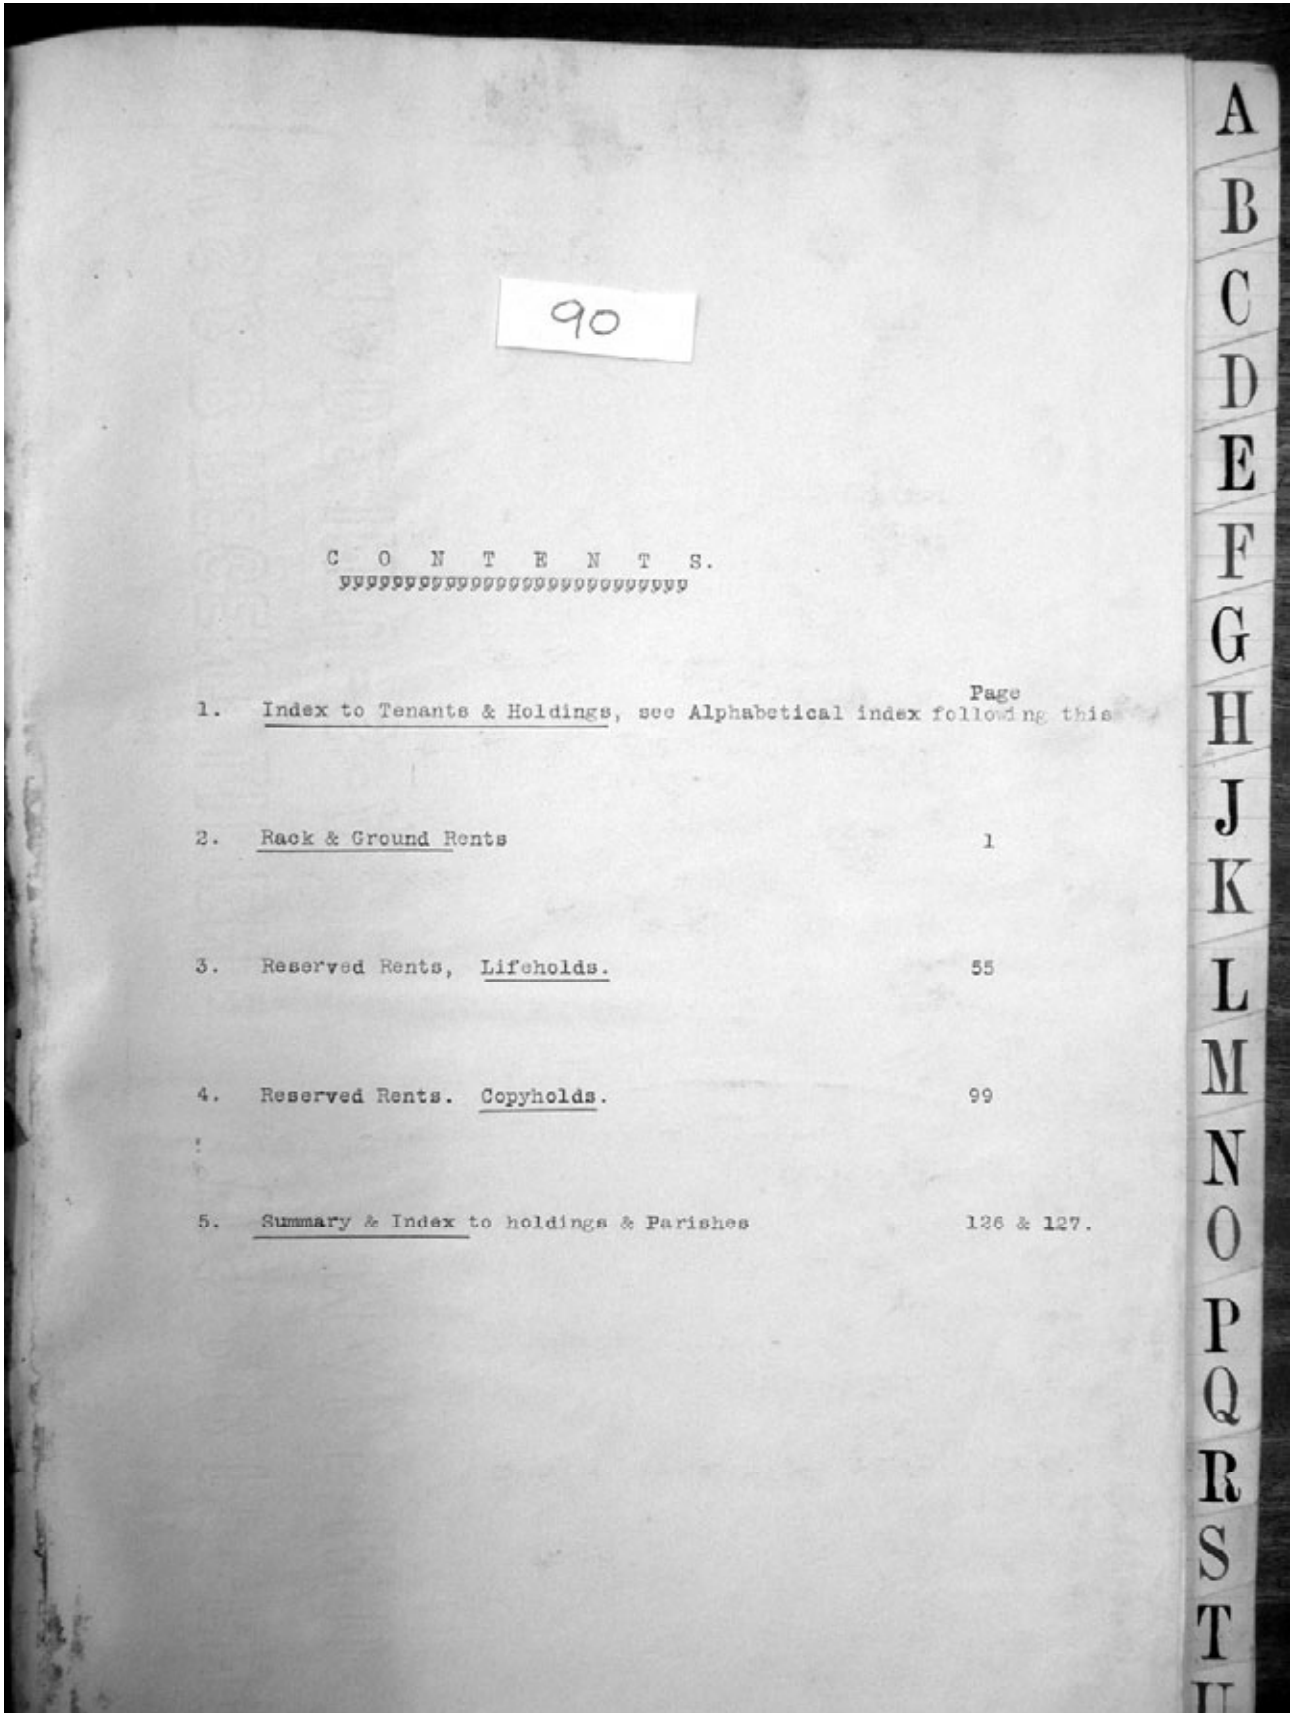 90
C O N T E N T S.
Page
1. Index to Tenants & Holdings, see Alphabetical index following this
2. Rack & Ground Rents 1
3. Reserved Rents, Lifeholds. 55
4. Reserved Rents. Copyholds. 99
5. Summary & Index to holdings & Parishes 126 & 127.
A
B
C
D
E
F
G
H
J
K
L
M
N
O
P
Q
R
S
T
U